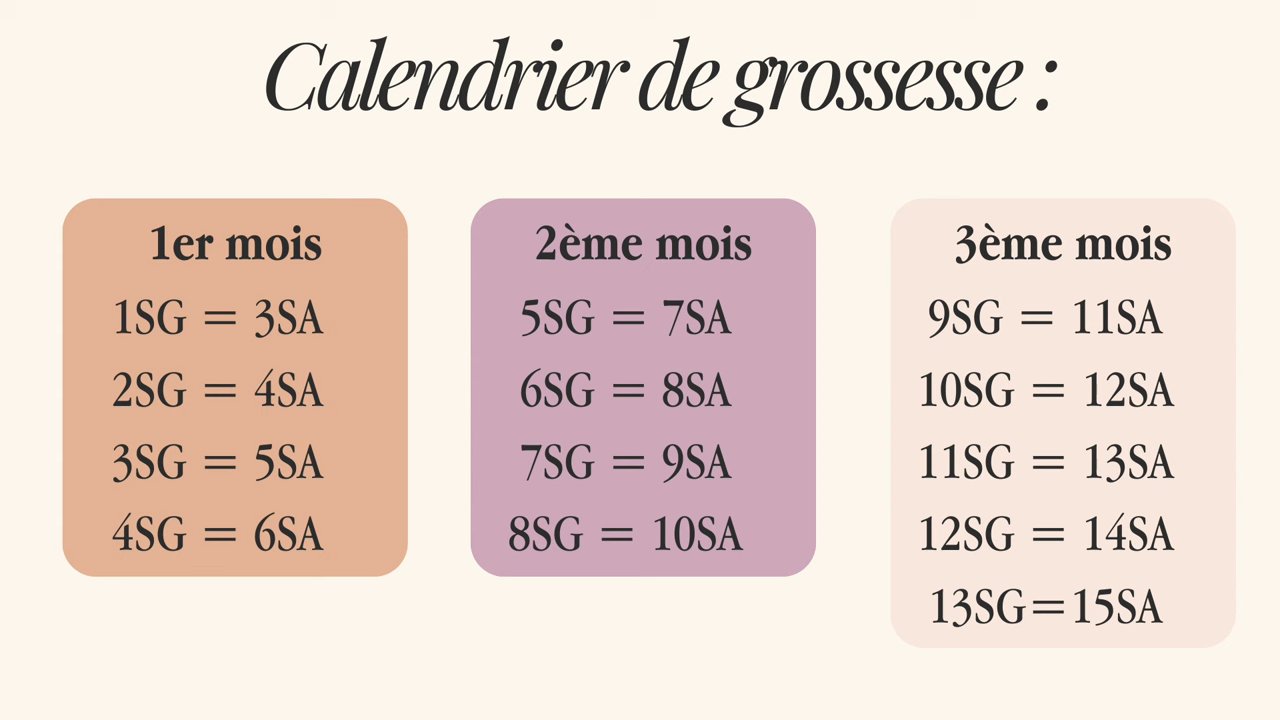 Calendrier de grossesse :
1er mois
1SG = 3SA
2SG = 4SA
3SG = 5SA
4SG = 6SA
2ème mois
5SG = 7SA
6SG = 8SA
7SG = 9SA
8SG = 10SA
3ème mois
9SG = 11SA
10SG = 12SA
11SG = 13SA
12SG = 14SA
13SG=15SA